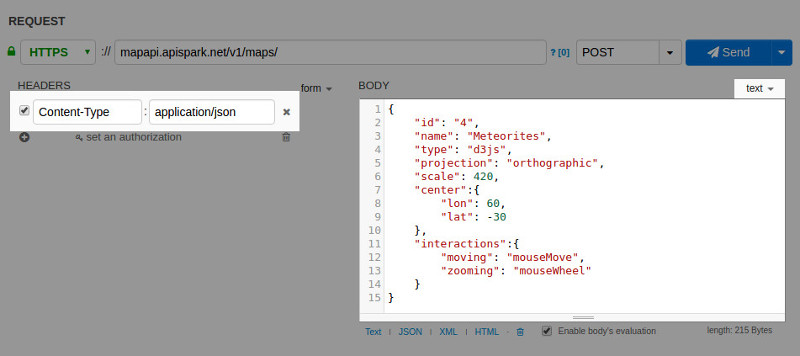 REQUEST
HTTPS :// mapapi.apispark.net/v1/maps/ ? [0] POST Send
HEADERS form
Content-Type : application/json
set an authorization
BODY text
1 {
2     "id": "4",
3     "name": "Meteorites",
4     "type": "d3js",
5     "projection": "orthographic",
6     "scale": 420,
7     "center":{
8         "lon": 60,
9         "lat": -30
10     },
11     "interactions":{
12         "moving": "mouseMove",
13         "zooming": "mouseWheel"
14     }
15 }
Text | JSON | XML | HTML - Enable body's evaluation length: 215 Bytes